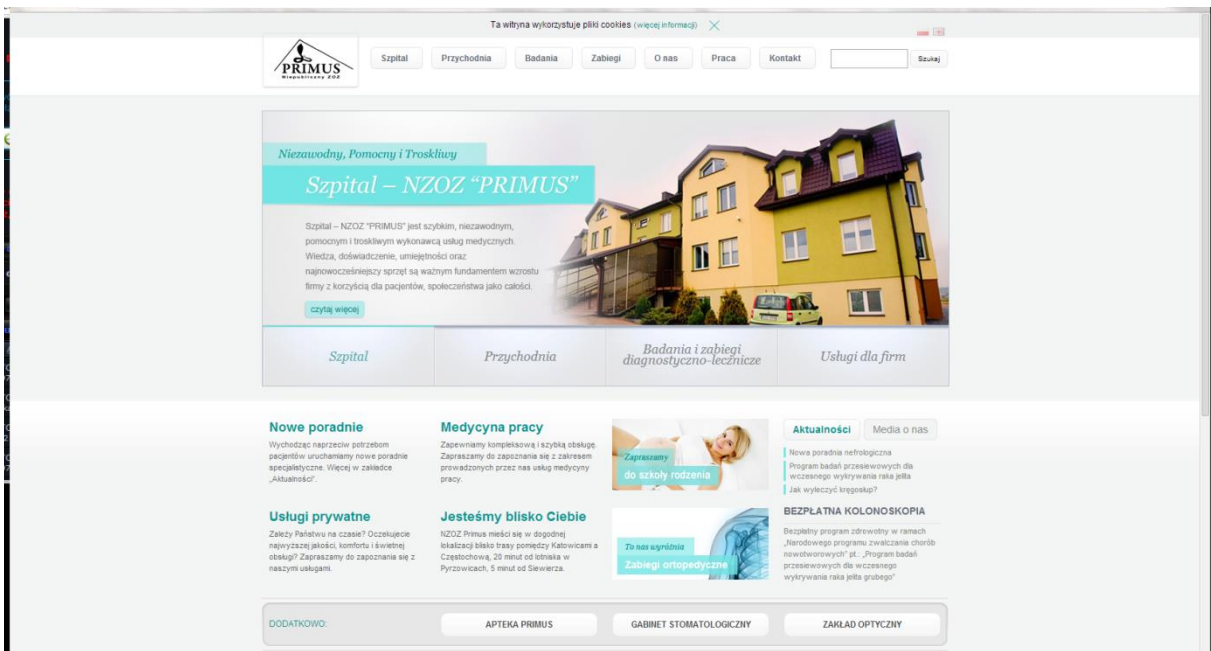 Ta witryna wykorzystuje pliki cookies (więcej informacji)
PRIMUS
Niepubliczny ZOZ
Szpital
Przychodnia
Badania
Zabiegi
O nas
Praca
Kontakt
Szukaj
Niezawodny, Pomocny i Troskliwy
Szpital – NZOZ “PRIMUS”
Szpital – NZOZ “PRIMUS” jest szybkim, niezawodnym,
pomocnym i troskliwym wykonawcą usług medycznych.
Wiedza, doświadczenie, umiejętności oraz
najnowocześniejszy sprzęt są ważnym fundamentem wzrostu
firmy z korzyścią dla pacjentów, społeczeństwa jako całości.
czytaj więcej
Szpital
Przychodnia
Badania i zabiegi
diagnostyczno-lecznicze
Usługi dla firm
Nowe poradnie
Wychodząc naprzeciw potrzebom
pacjentów uruchamiamy nowe poradnie
specjalistyczne. Więcej w zakładce
„Aktualności”.
Medycyna pracy
Zapewniamy kompleksową i szybką obsługę.
Zapraszamy do zapoznania się z zakresem
prowadzonych przez nas usług medycyny
pracy.
Zapraszamy
do szkoły rodzenia
Aktualności
Media o nas
Nowa poradnia nefrologiczna
Program badań przesiewowych dla
wczesnego wykrywania raka jelita
Jak wyleczyć kręgosłup?
Usługi prywatne
Zależy Państwu na czasie? Oczekujecie
najwyższej jakości, komfortu i świetnej
obsługi? Zapraszamy do zapoznania się z
naszymi usługami.
Jesteśmy blisko Ciebie
NZOZ Primus mieści się w dogodnej
lokalizacji blisko trasy pomiędzy Katowicami a
Częstochową, 20 minut od lotniska w
Pyrzowicach, 5 minut od Siewierza.
To nas wyróżnia
Zabiegi ortopedyczne
BEZPŁATNA KOLONOSKOPIA
Bezpłatny program zdrowotny w ramach
„Narodowego programu zwalczania chorób
nowotworowych” pt.: „Program badań
przesiewowych dla wczesnego
wykrywania raka jelita grubego”
DODATKOWO:
APTEKA PRIMUS
GABINET STOMATOLOGICZNY
ZAKŁAD OPTYCZNY